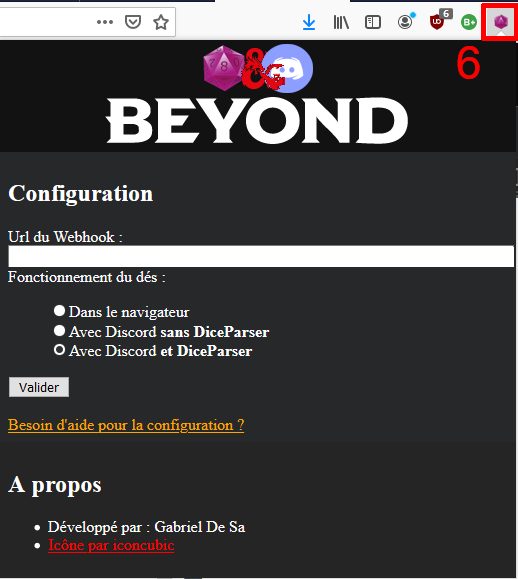 6
6
8
&
BEYOND
Configuration
Url du Webhook :
Fonctionnement du dés :
Dans le navigateur
Avec Discord sans DiceParser
Avec Discord et DiceParser
Valider
Besoin d'aide pour la configuration ?
A propos
Développé par : Gabriel De Sa
Icône par iconcubic